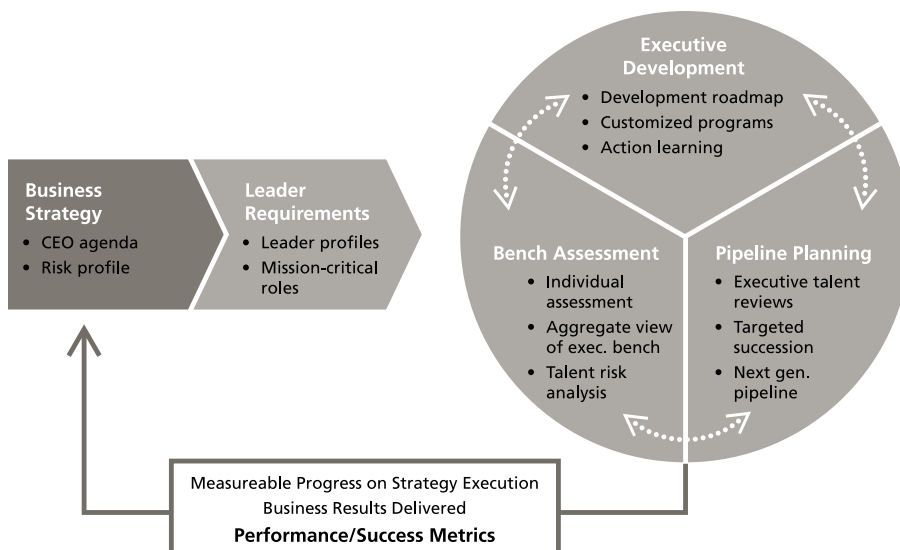 Executive
Development
• Development roadmap
• Customized programs
• Action learning
Business
Strategy
• CEO agenda
• Risk profile
Leader
Requirements
• Leader profiles
• Mission-critical
roles
Bench Assessment
• Individual
assessment
• Aggregate view
of exec. bench
• Talent risk
analysis
Pipeline Planning
• Executive talent
reviews
• Targeted
succession
• Next gen.
pipeline
Measureable Progress on Strategy Execution
Business Results Delivered
Performance/Success Metrics